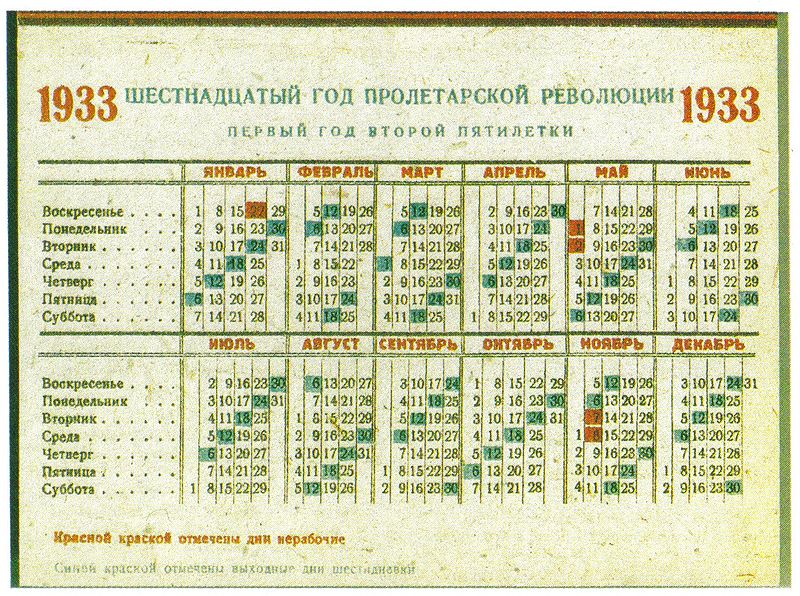 1933 ШЕСТНАДЦАТЫЙ ГОД ПРОЛЕТАРСКОЙ РЕВОЛЮЦИИ 1933
ПЕРВЫЙ ГОД ВТОРОЙ ПЯТИЛЕТКИ
ЯНВАРЬ ФЕВРАЛЬ МАРТ АПРЕЛЬ МАЙ ИЮНЬ
Воскресенье . . . . 1 8 15 22 29 5 12 19 26 5 12 19 26 2 9 16 23 30 7 14 21 28 4 11 18 25
Понедельник . . . . 2 9 16 23 30 6 13 20 27 6 13 20 27 3 10 17 24 1 8 15 22 29 5 12 19 26
Вторник . . . . . . 3 10 17 24 31 7 14 21 28 7 14 21 28 4 11 18 25 2 9 16 23 30 6 13 20 27
Среда . . . . . . . 4 11 18 25 1 8 15 22 1 8 15 22 29 5 12 19 26 3 10 17 24 31 7 14 21 28
Четверг . . . . . . 5 12 19 26 2 9 16 23 2 9 16 23 30 6 13 20 27 4 11 18 25 1 8 15 22 29
Пятница . . . . . . 6 13 20 27 3 10 17 24 3 10 17 24 31 7 14 21 28 5 12 19 26 2 9 16 23 30
Суббота . . . . . . 7 14 21 28 4 11 18 25 4 11 18 25 1 8 15 22 29 6 13 20 27 3 10 17 24
ИЮЛЬ АВГУСТ СЕНТЯБРЬ ОКТЯБРЬ НОЯБРЬ ДЕКАБРЬ
Воскресенье . . . . 2 9 16 23 30 6 13 20 27 3 10 17 24 1 8 15 22 29 5 12 19 26 3 10 17 24 31
Понедельник . . . . 3 10 17 24 31 7 14 21 28 4 11 18 25 2 9 16 23 30 6 13 20 27 4 11 18 25
Вторник . . . . . . 4 11 18 25 1 8 15 22 29 5 12 19 26 3 10 17 24 31 7 14 21 28 5 12 19 26
Среда . . . . . . . 5 12 19 26 2 9 16 23 30 6 13 20 27 4 11 18 25 1 8 15 22 29 6 13 20 27
Четверг . . . . . . 6 13 20 27 3 10 17 24 31 7 14 21 28 5 12 19 26 2 9 16 23 30 7 14 21 28
Пятница . . . . . . 7 14 21 28 4 11 18 25 1 8 15 22 29 6 13 20 27 3 10 17 24 1 8 15 22 29
Суббота . . . . . . 1 8 15 22 29 5 12 19 26 2 9 16 23 30 7 14 21 28 4 11 18 25 2 9 16 23 30
Красной краской отмечены дни нерабочие
Синей краской отмечены выходные дни шестидневки